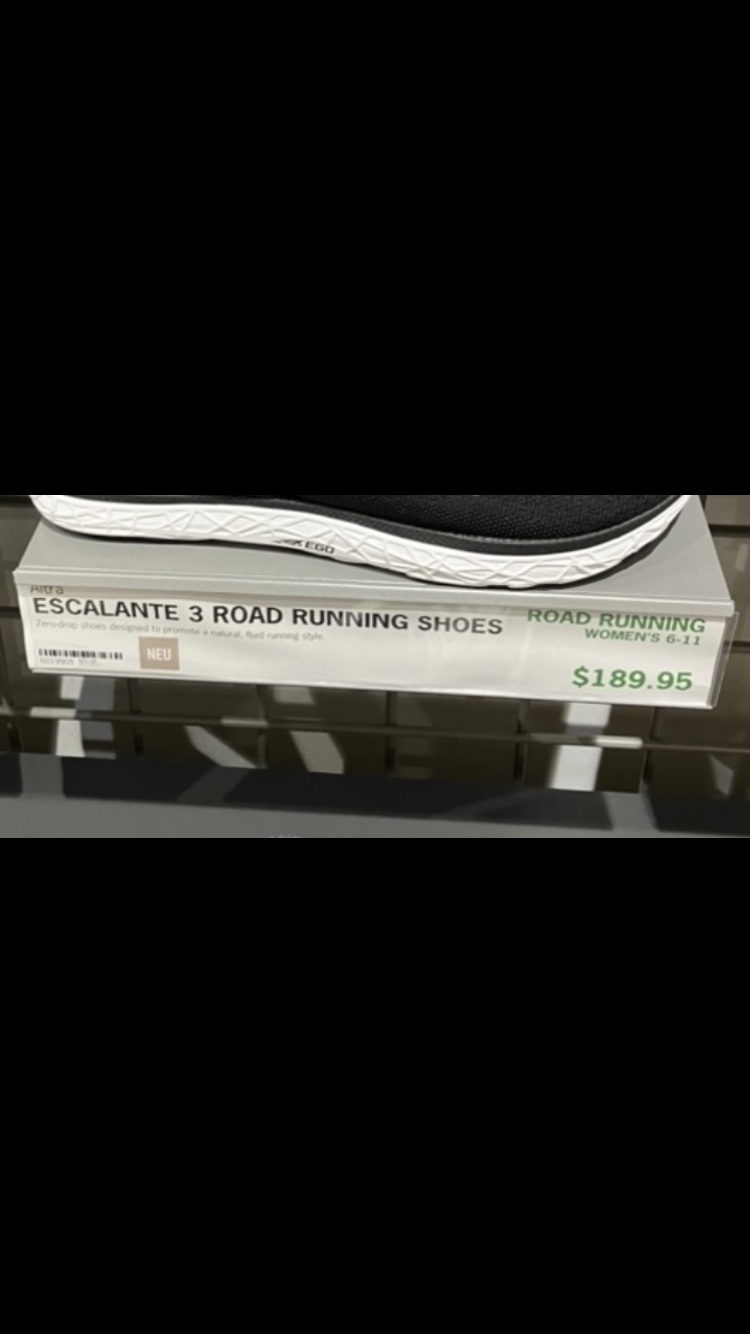 EGO
Altra
ESCALANTE 3 ROAD RUNNING SHOES
Zero-drop shoes designed to promote a natural, fluid running style.
NEU
ROAD RUNNING
WOMEN'S 6-11
$189.95